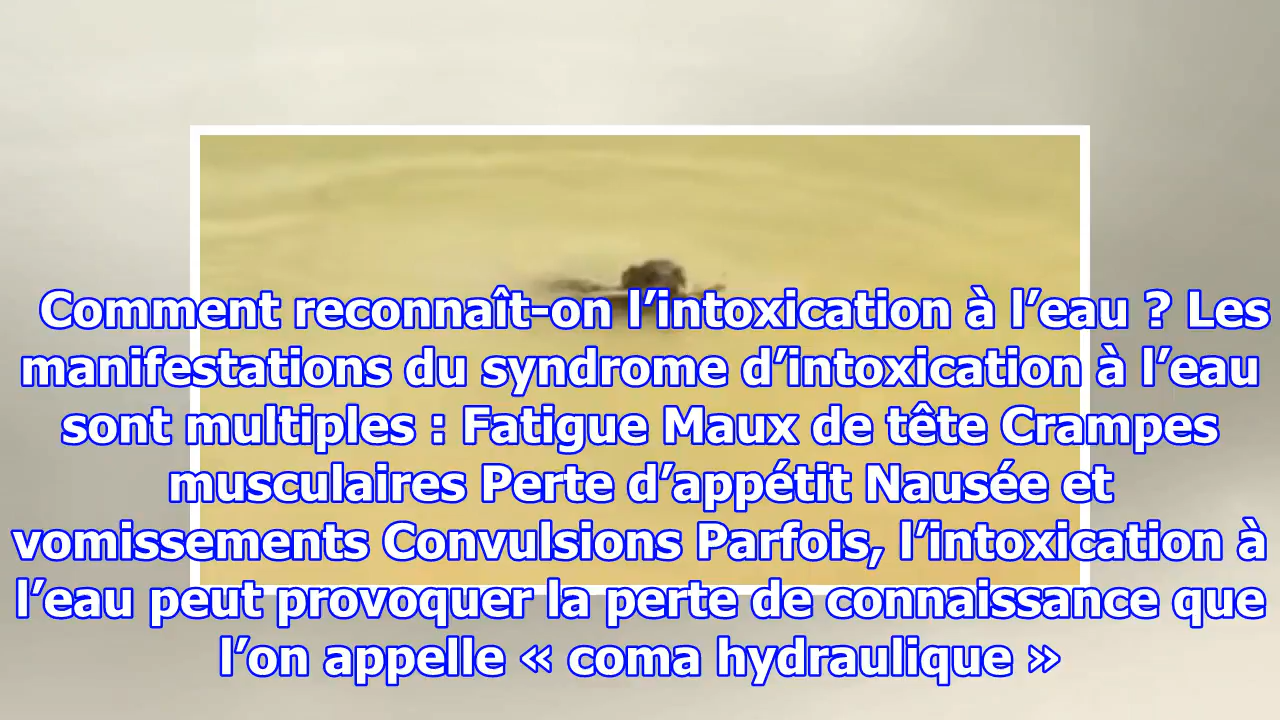 Comment reconnaît-on l’intoxication à l’eau ? Les
manifestations du syndrome d’intoxication à l’eau
sont multiples : Fatigue Maux de tête Crampes
musculaires Perte d’appétit Nausée et
vomissements Convulsions Parfois, l’intoxication à
l’eau peut provoquer la perte de connaissance que
l’on appelle « coma hydraulique »